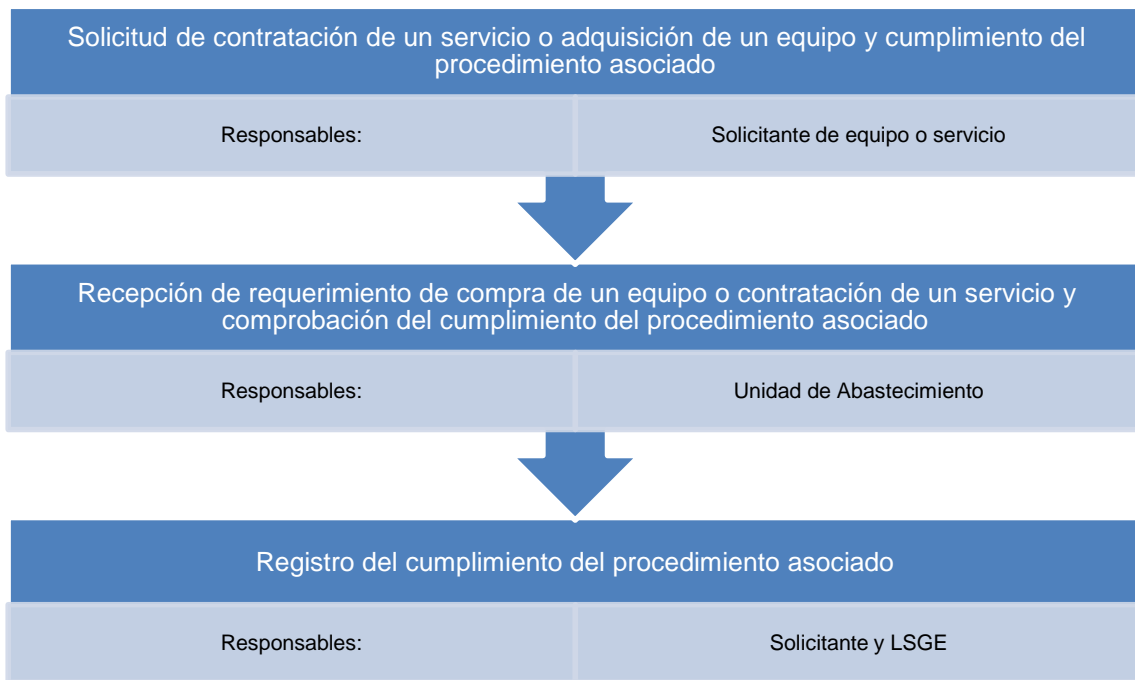 Solicitud de contratación de un servicio o adquisición de un equipo y cumplimiento del
procedimiento asociado
Responsables:
Solicitante de equipo o servicio
Recepción de requerimiento de compra de un equipo o contratación de un servicio y
comprobación del cumplimiento del procedimiento asociado
Responsables:
Unidad de Abastecimiento
Registro del cumplimiento del procedimiento asociado
Responsables:
Solicitante y LSGE